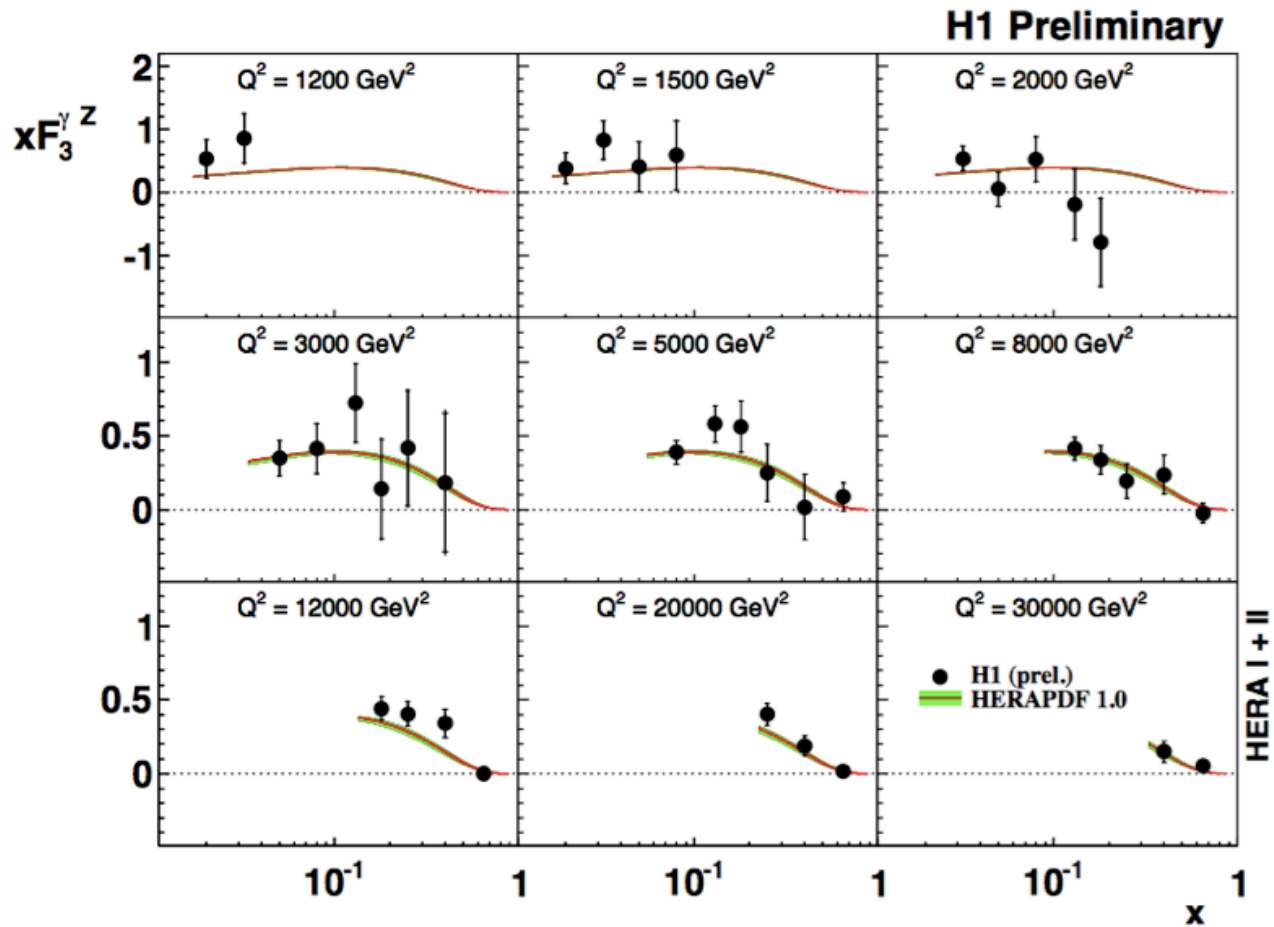 H1 Preliminary
xF₃^γZ
Q² = 1200 GeV²
Q² = 1500 GeV²
Q² = 2000 GeV²
2
1
0
-1
Q² = 3000 GeV²
Q² = 5000 GeV²
Q² = 8000 GeV²
1
0.5
0
Q² = 12000 GeV²
Q² = 20000 GeV²
Q² = 30000 GeV²
1
0.5
0
H1 (prel.)
HERAPDF 1.0
HERA I + II
10⁻¹ 1 10⁻¹ 1 10⁻¹ 1
x